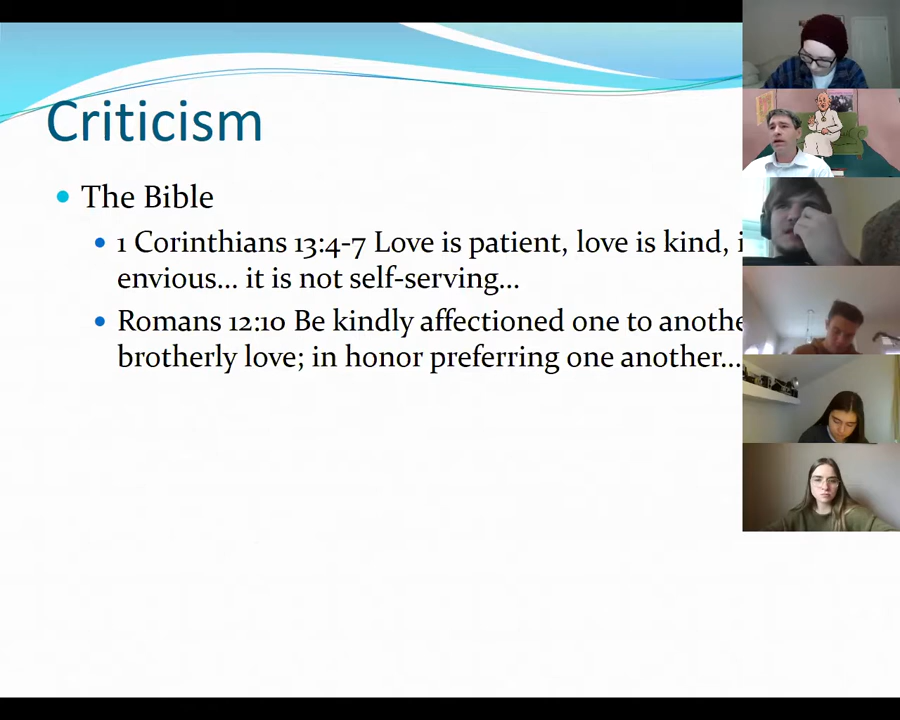 Criticism
The Bible
1 Corinthians 13:4-7 Love is patient, love is kind,
envious... it is not self-serving...
Romans 12:10 Be kindly affectioned one to anothe
brotherly love; in honor preferring one another...